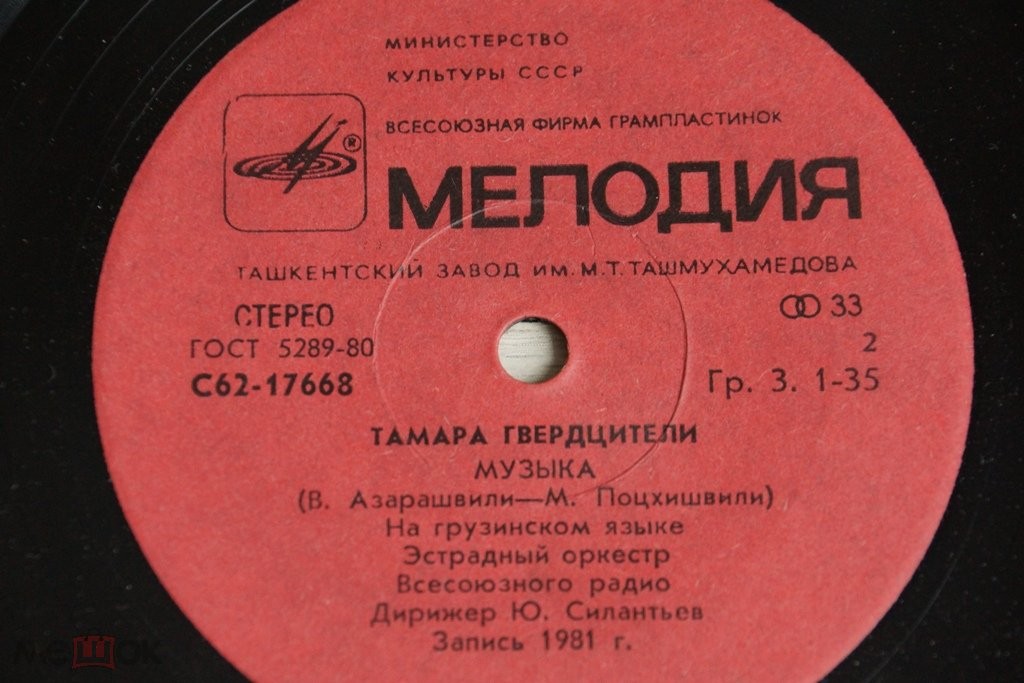 МИНИСТЕРСТВО
КУЛЬТУРЫ СССР
ВСЕСОЮЗНАЯ ФИРМА ГРАМПЛАСТИНОК
®
МЕЛОДИЯ
ТАШКЕНТСКИЙ ЗАВОД ИМ. М.Т. ТАШМУХАМЕДОВА
СТЕРЕО 33
ГОСТ 5289-80 2
С62-17668 Гр. 3. 1-35
ТАМАРА ГВЕРДЦИТЕЛИ
МУЗЫКА
(В. Азарашвили—М. Поцхишвили)
На грузинском языке
Эстрадный оркестр
Всесоюзного радио
Дирижер Ю. Силантьев
Запись 1981 г.
мешок